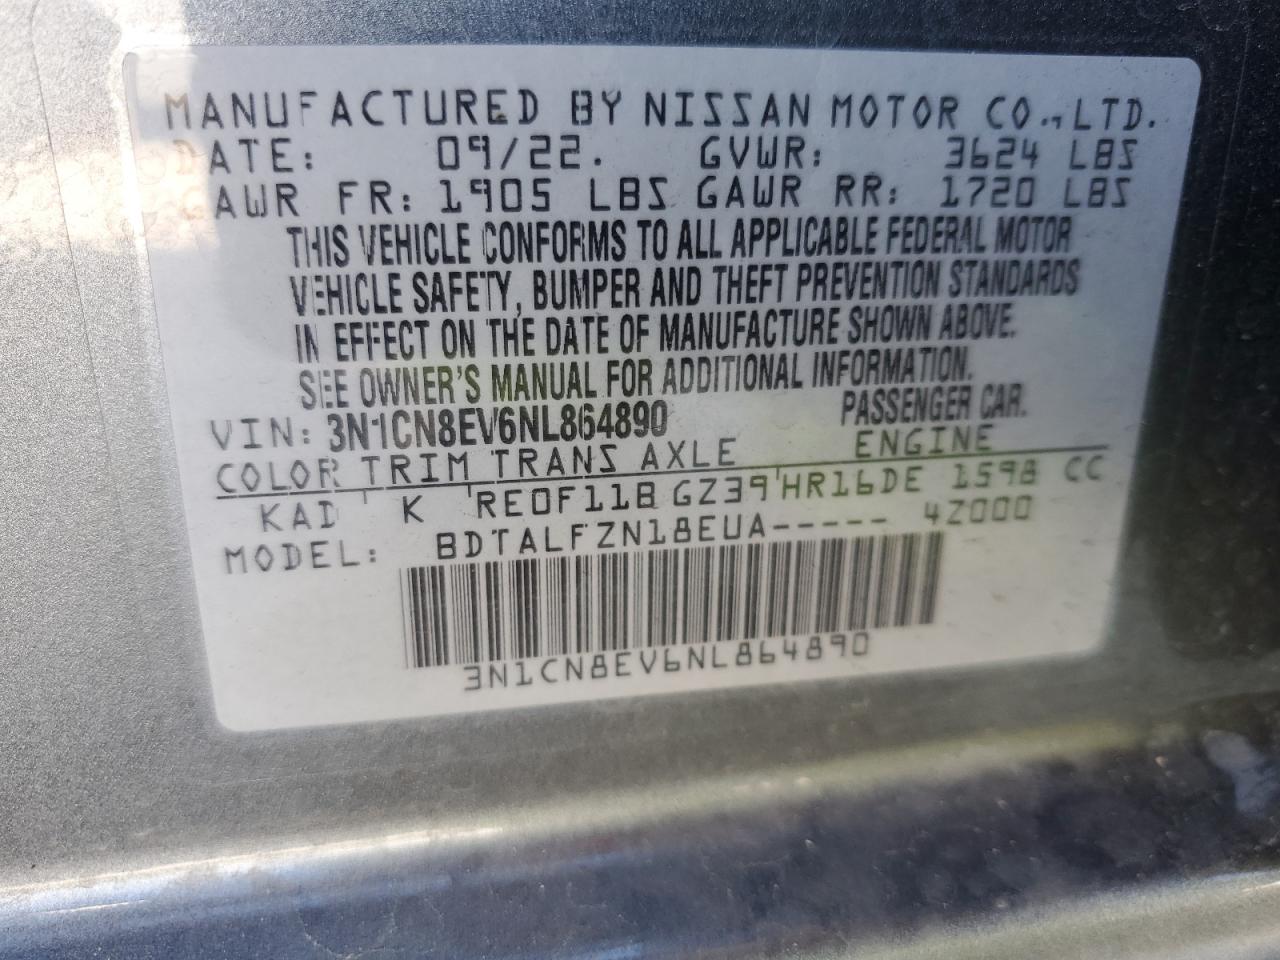 MANUFACTURED BY NISSAN MOTOR CO., LTD.
DATE: 09/22. GVWR: 3624 LBS
GAWR FR: 1905 LBS GAWR RR: 1720 LBS
THIS VEHICLE CONFORMS TO ALL APPLICABLE FEDERAL MOTOR
VEHICLE SAFETY, BUMPER AND THEFT PREVENTION STANDARDS
IN EFFECT ON THE DATE OF MANUFACTURE SHOWN ABOVE.
SEE OWNER'S MANUAL FOR ADDITIONAL INFORMATION.
VIN: 3N1CN8EV6NL864890 PASSENGER CAR.
COLOR TRIM TRANS AXLE ENGINE
KAD K RE0F11B GZ39 HR16DE 1598 CC
MODEL: BDTALFZN18EUA----- 4Z000
3N1CN8EV6NL864890